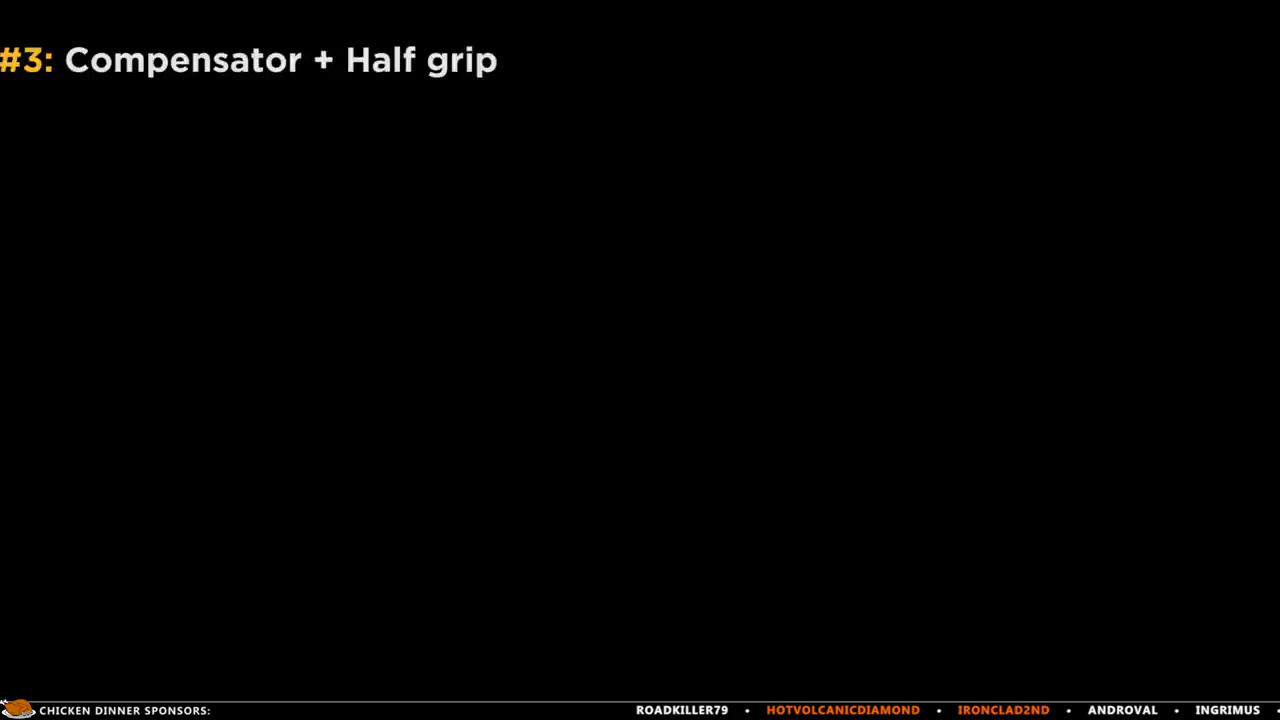 #3: Compensator + Half grip
CHICKEN DINNER SPONSORS: ROADKILLER79 • HOTVOLCANICDIAMOND • IRONCLAD2ND • ANDROVAL • INGRIMUS •